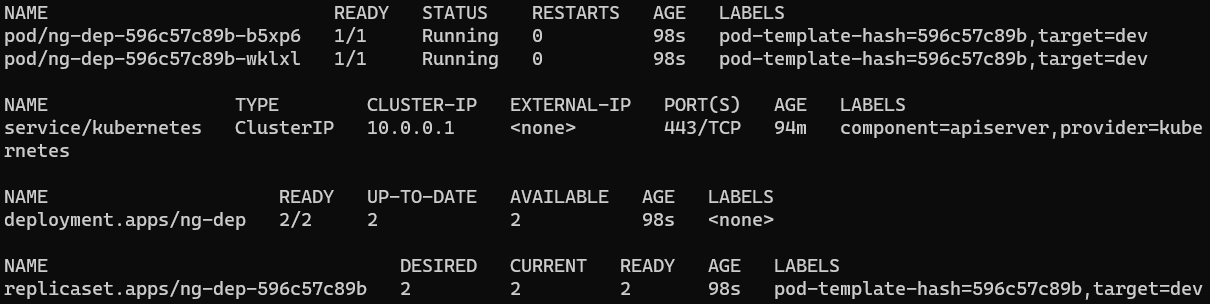 NAME READY STATUS RESTARTS AGE LABELS
pod/ng-dep-596c57c89b-b5xp6 1/1 Running 0 98s pod-template-hash=596c57c89b,target=dev
pod/ng-dep-596c57c89b-wklxl 1/1 Running 0 98s pod-template-hash=596c57c89b,target=dev
NAME TYPE CLUSTER-IP EXTERNAL-IP PORT(S) AGE LABELS
service/kubernetes ClusterIP 10.0.0.1 <none> 443/TCP 94m component=apiserver,provider=kube
rnetes
NAME READY UP-TO-DATE AVAILABLE AGE LABELS
deployment.apps/ng-dep 2/2 2 2 98s <none>
NAME DESIRED CURRENT READY AGE LABELS
replicaset.apps/ng-dep-596c57c89b 2 2 2 98s pod-template-hash=596c57c89b,target=dev